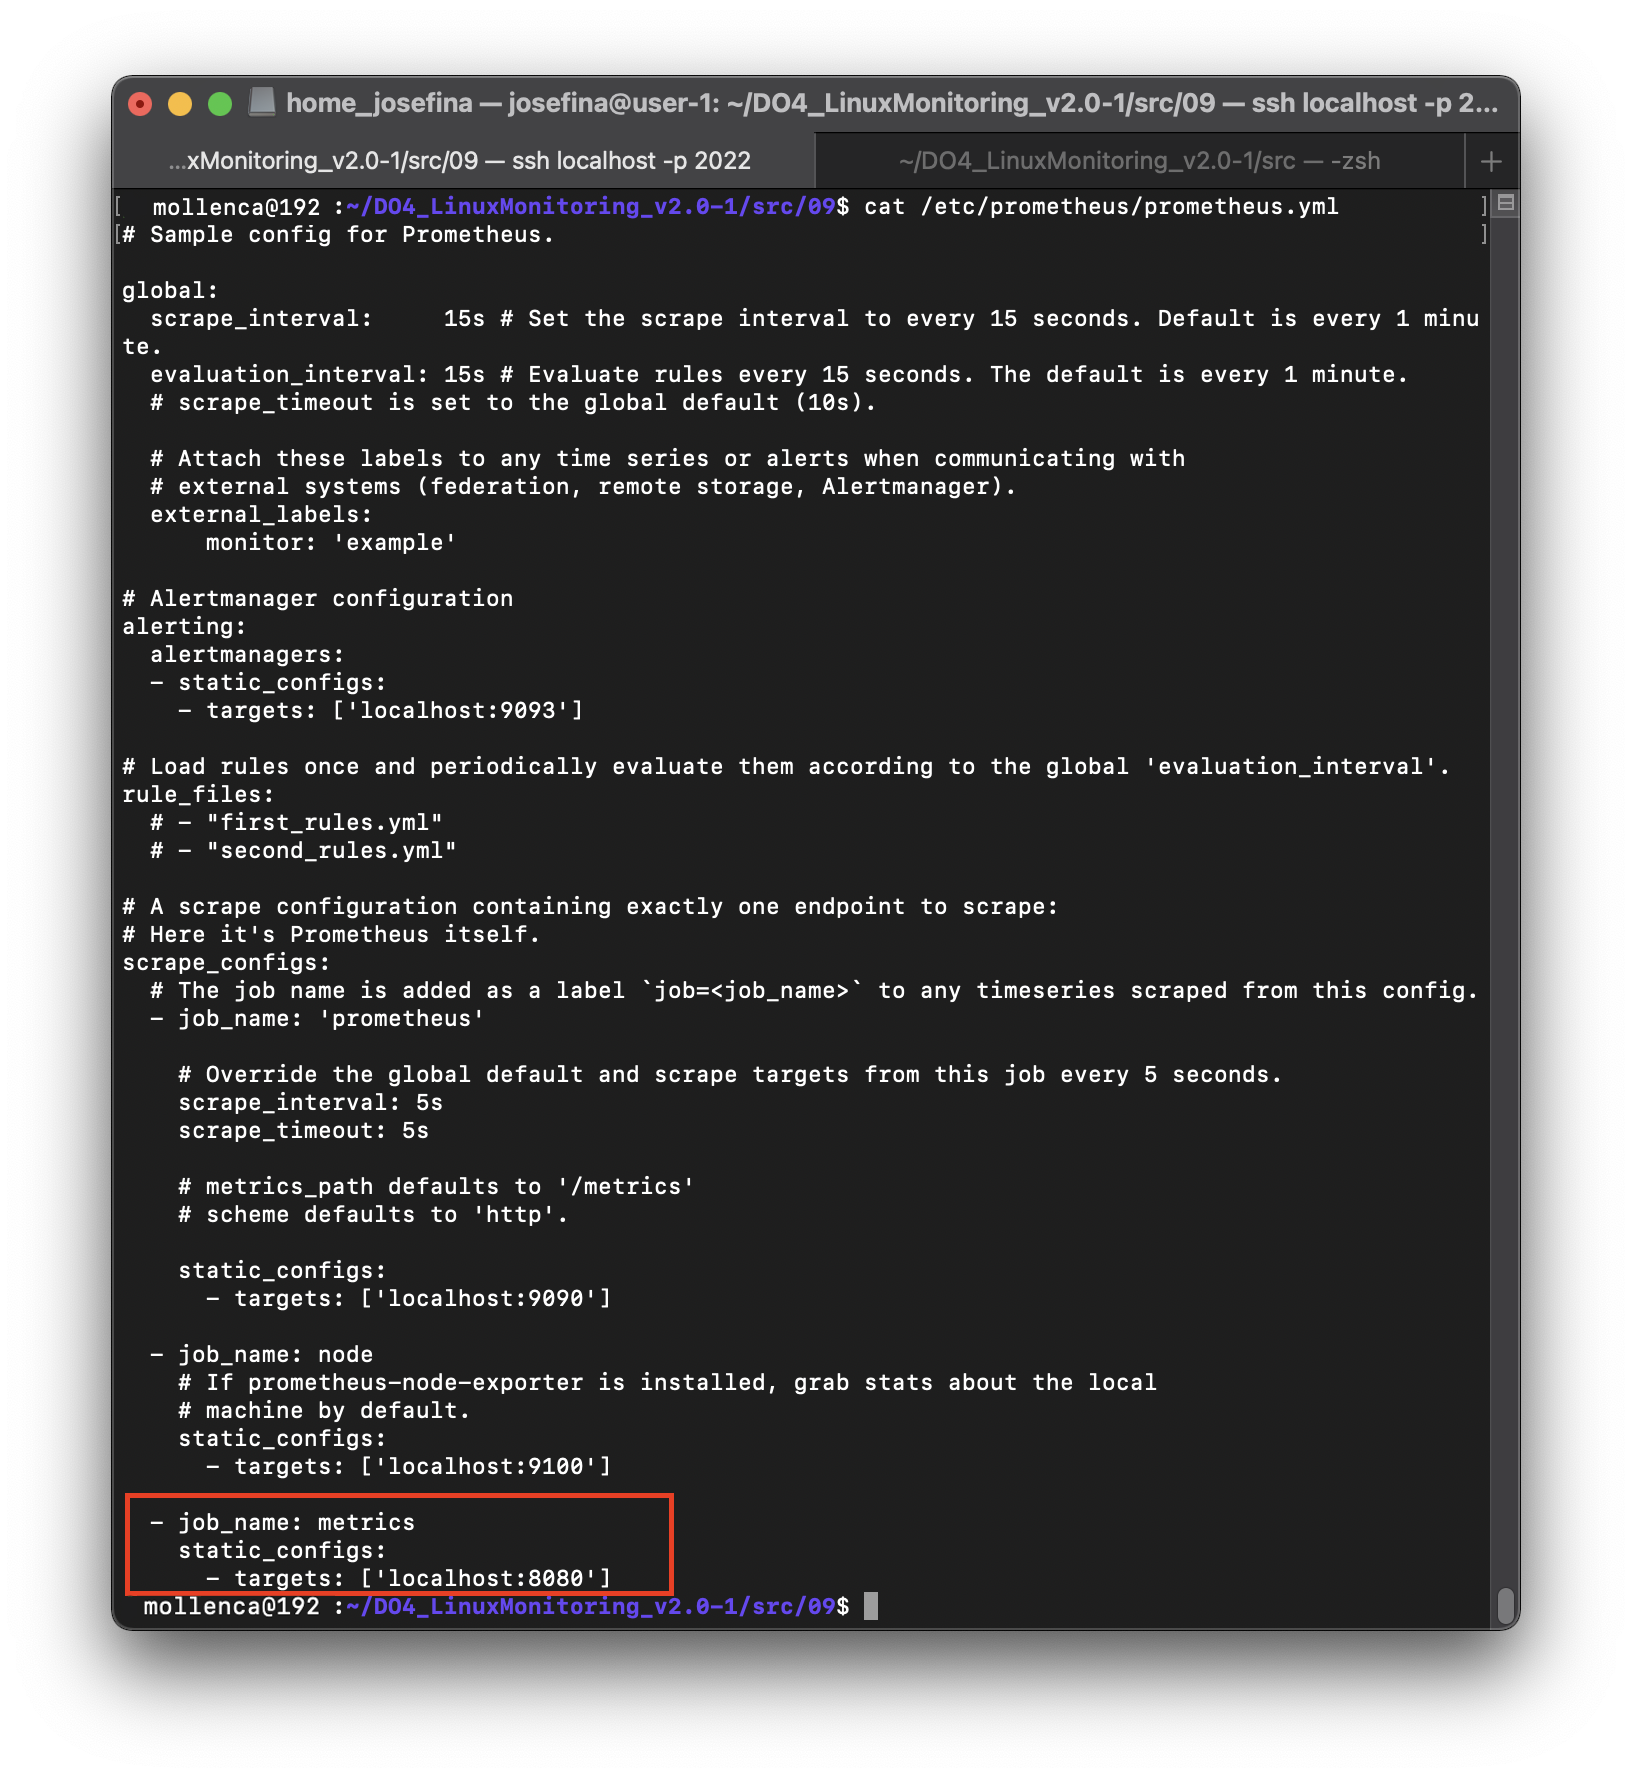 home_josefina — josefina@user-1: ~/DO4_LinuxMonitoring_v2.0-1/src/09 — ssh localhost -p 2...
...xMonitoring_v2.0-1/src/09 — ssh localhost -p 2022
~/DO4_LinuxMonitoring_v2.0-1/src — -zsh
mollenca@192 :~/DO4_LinuxMonitoring_v2.0-1/src/09$ cat /etc/prometheus/prometheus.yml
# Sample config for Prometheus.
global:
  scrape_interval:     15s # Set the scrape interval to every 15 seconds. Default is every 1 minu
te.
  evaluation_interval: 15s # Evaluate rules every 15 seconds. The default is every 1 minute.
  # scrape_timeout is set to the global default (10s).
  # Attach these labels to any time series or alerts when communicating with
  # external systems (federation, remote storage, Alertmanager).
  external_labels:
      monitor: 'example'
# Alertmanager configuration
alerting:
  alertmanagers:
  - static_configs:
    - targets: ['localhost:9093']
# Load rules once and periodically evaluate them according to the global 'evaluation_interval'.
rule_files:
  # - "first_rules.yml"
  # - "second_rules.yml"
# A scrape configuration containing exactly one endpoint to scrape:
# Here it's Prometheus itself.
scrape_configs:
  # The job name is added as a label `job=<job_name>` to any timeseries scraped from this config.
  - job_name: 'prometheus'
    # Override the global default and scrape targets from this job every 5 seconds.
    scrape_interval: 5s
    scrape_timeout: 5s
    # metrics_path defaults to '/metrics'
    # scheme defaults to 'http'.
    static_configs:
      - targets: ['localhost:9090']
  - job_name: node
    # If prometheus-node-exporter is installed, grab stats about the local
    # machine by default.
    static_configs:
      - targets: ['localhost:9100']
  - job_name: metrics
    static_configs:
      - targets: ['localhost:8080']
mollenca@192 :~/DO4_LinuxMonitoring_v2.0-1/src/09$